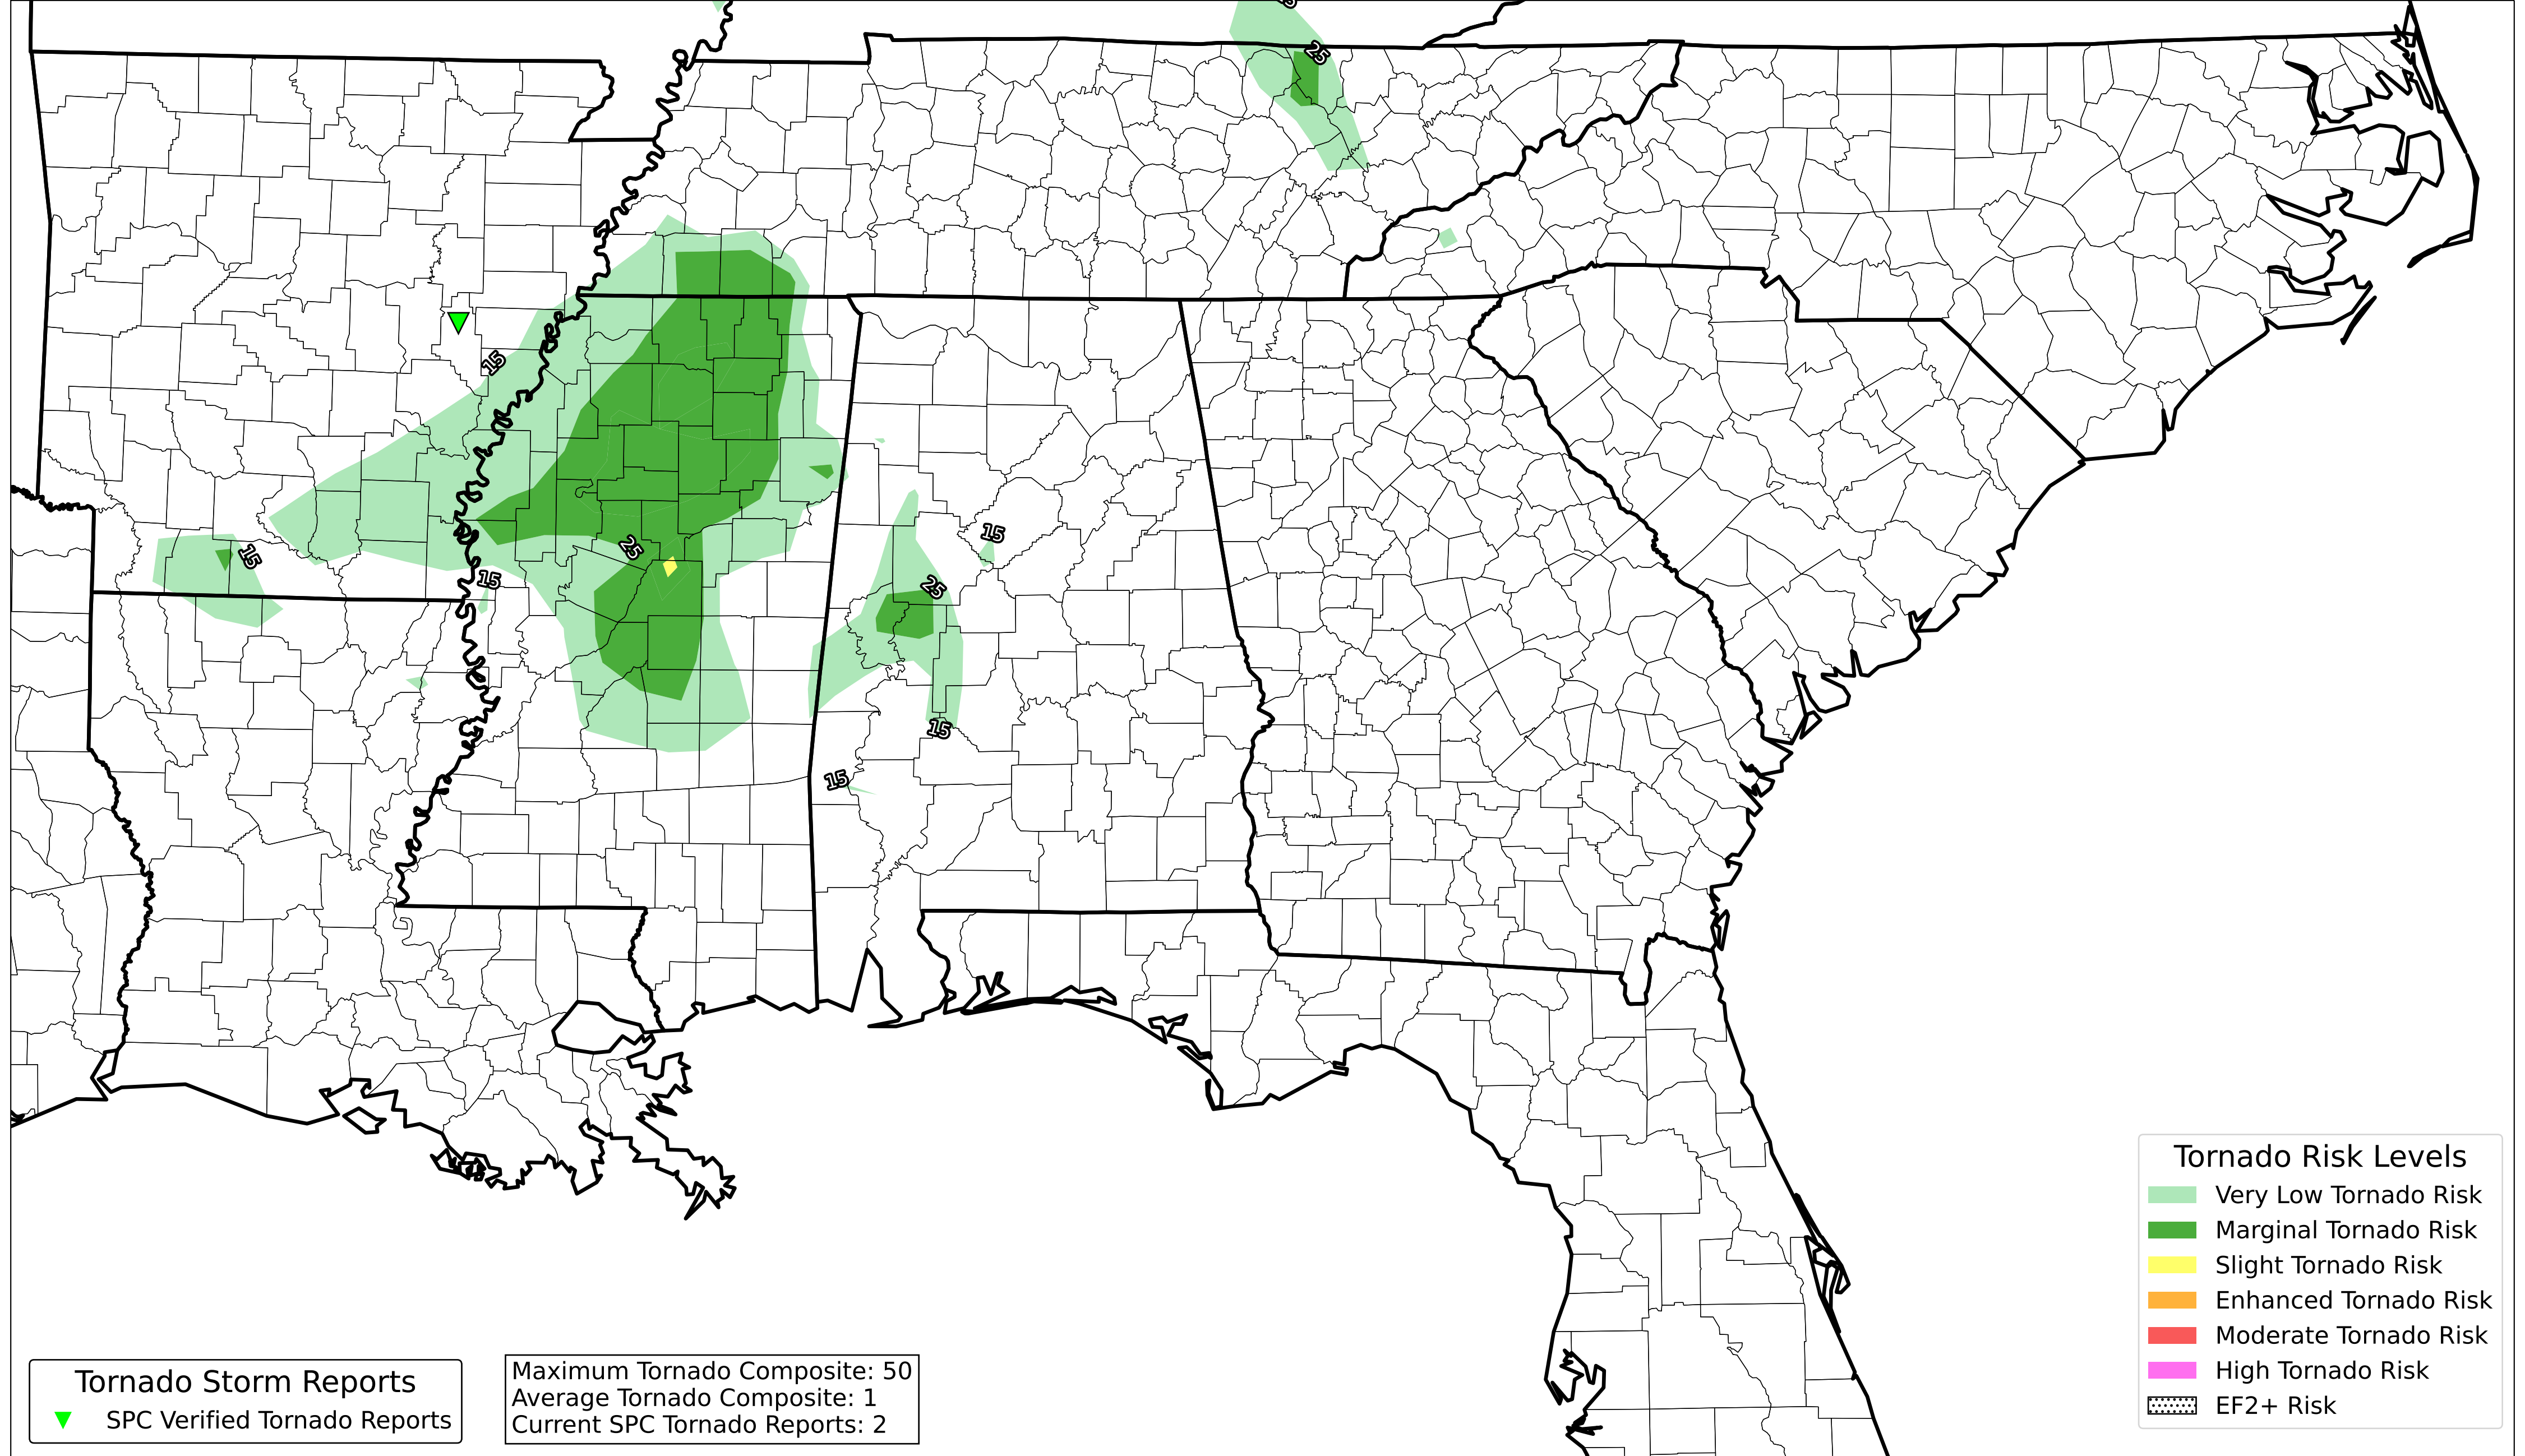 25
15
15
25
15
15
25
15
15
Tornado Risk Levels
Very Low Tornado Risk
Marginal Tornado Risk
Slight Tornado Risk
Enhanced Tornado Risk
Moderate Tornado Risk
High Tornado Risk
EF2+ Risk
Tornado Storm Reports
SPC Verified Tornado Reports
Maximum Tornado Composite: 50
Average Tornado Composite: 1
Current SPC Tornado Reports: 2